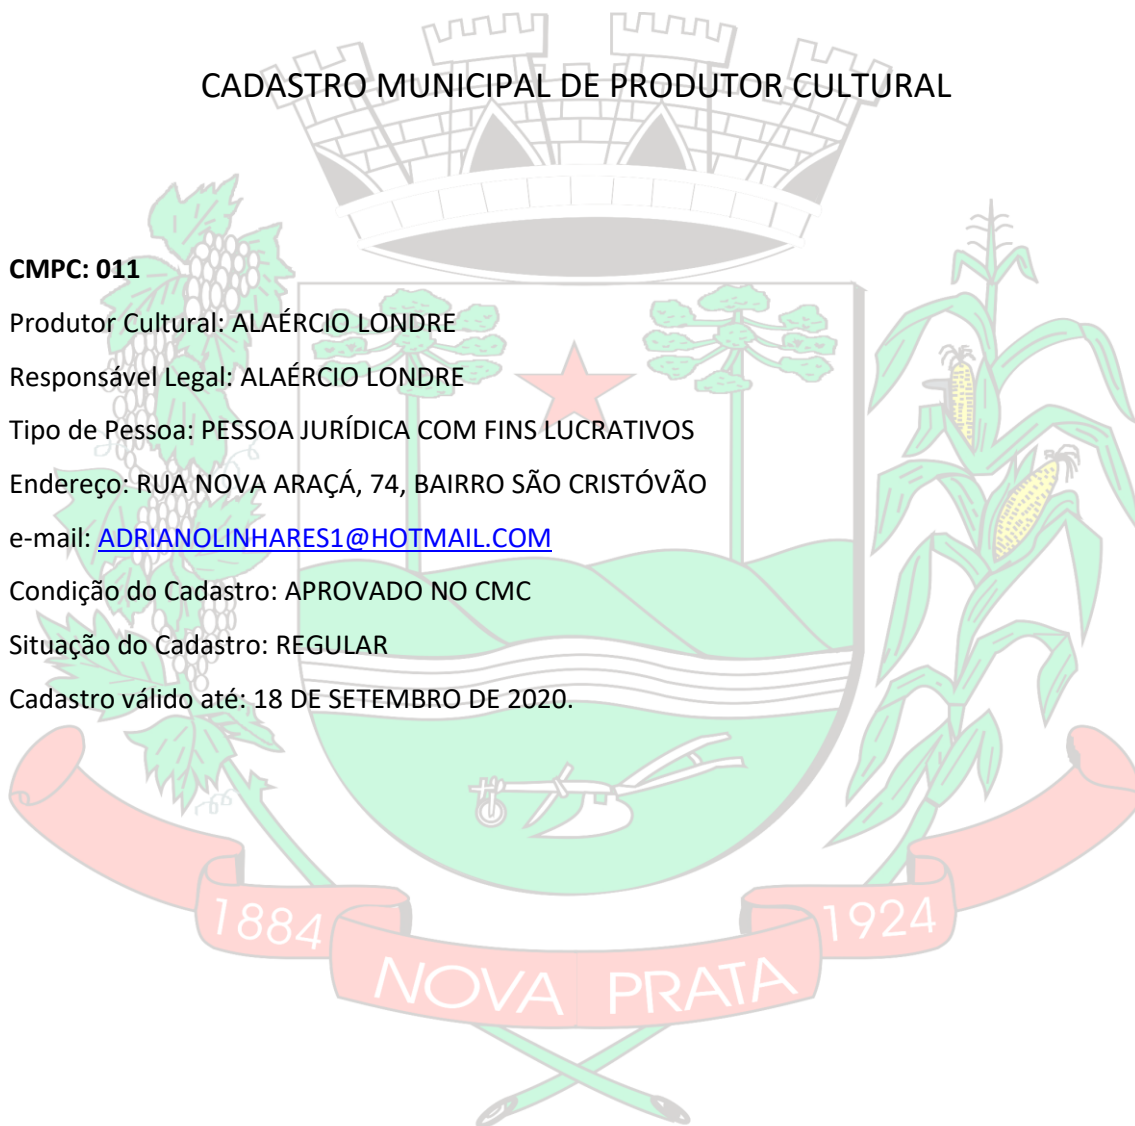 CADASTRO MUNICIPAL DE PRODUTOR CULTURAL
CMPC: 011
Produtor Cultural: ALAÉRCIO LONDRE
Responsável Legal: ALAÉRCIO LONDRE
Tipo de Pessoa: PESSOA JURÍDICA COM FINS LUCRATIVOS
Endereço: RUA NOVA ARAÇÁ, 74, BAIRRO SÃO CRISTÓVÃO
e-mail: ADRIANOLINHARES1@HOTMAIL.COM
Condição do Cadastro: APROVADO NO CMC
Situação do Cadastro: REGULAR
Cadastro válido até: 18 DE SETEMBRO DE 2020.
1884
NOVA PRATA
1924